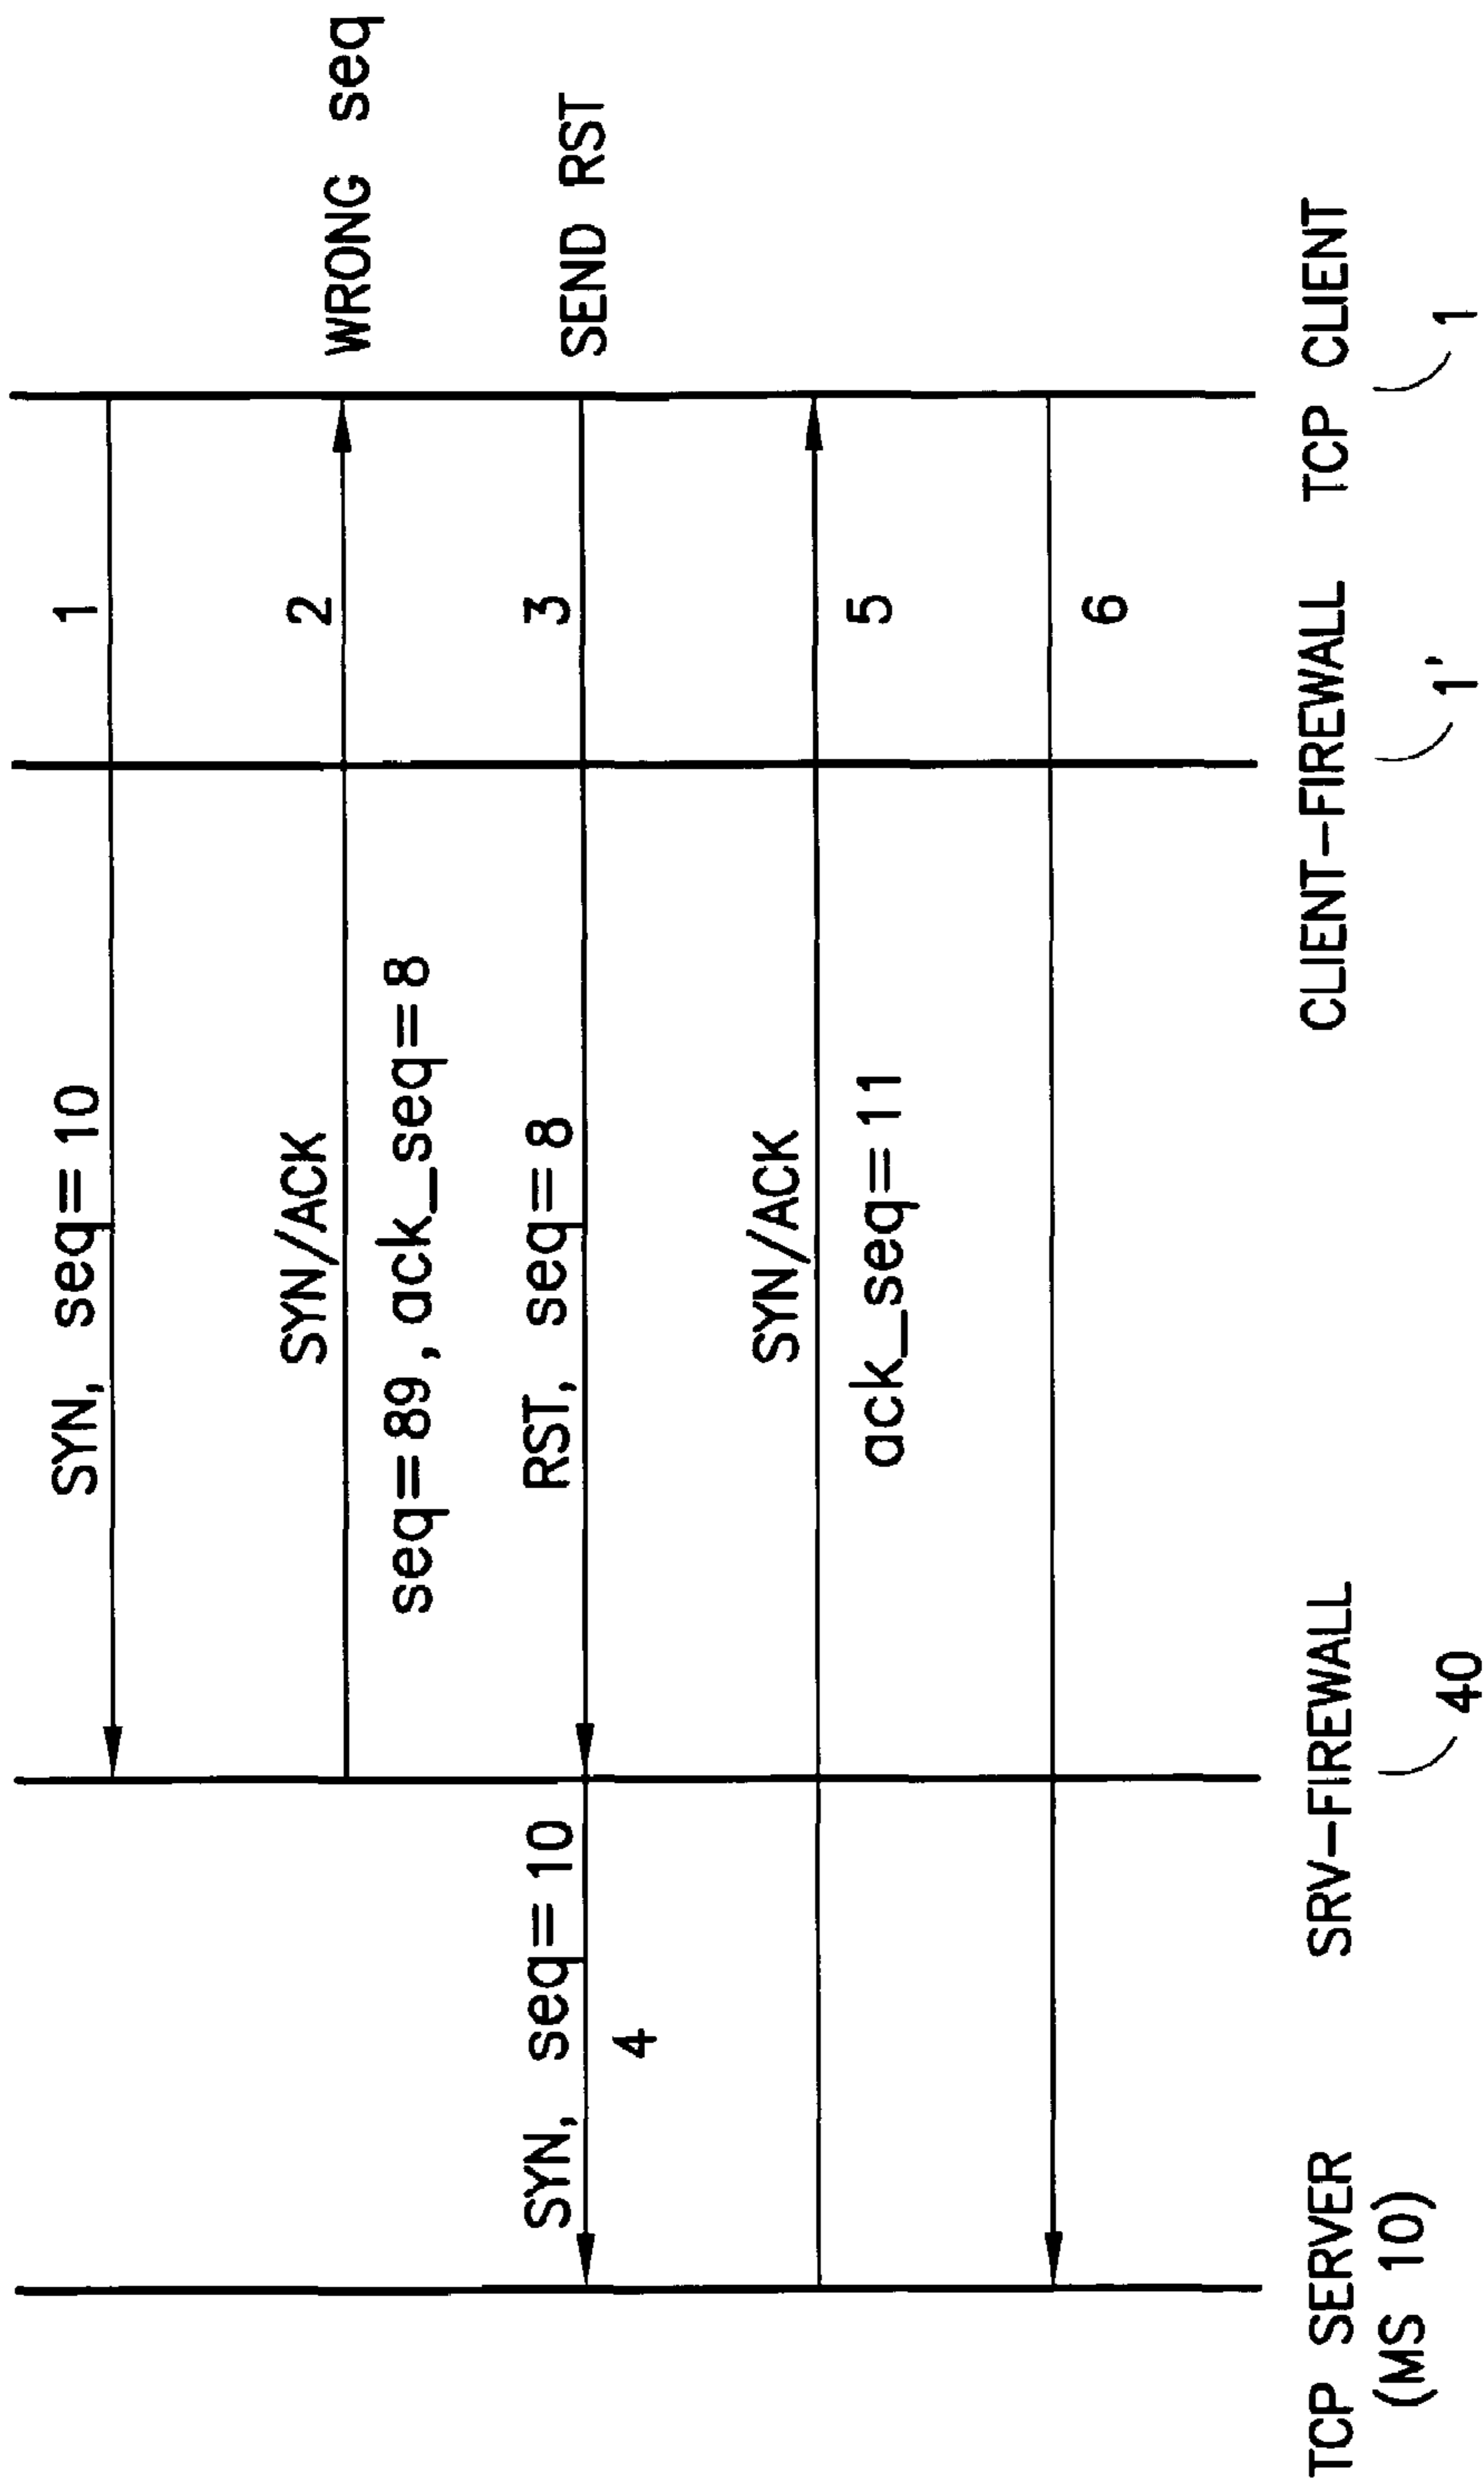 SYN, seq=10
1
SYN/ACK
2
WRONG seq
seq=89,ack_seq=8
RST, seq=8
3
SEND RST
SYN, seq=10
4
SYN/ACK
5
ack_seq=11
6
TCP SERVER
(MS 10)
SRV-FIREWALL
40
CLIENT-FIREWALL
1'
TCP CLIENT
1